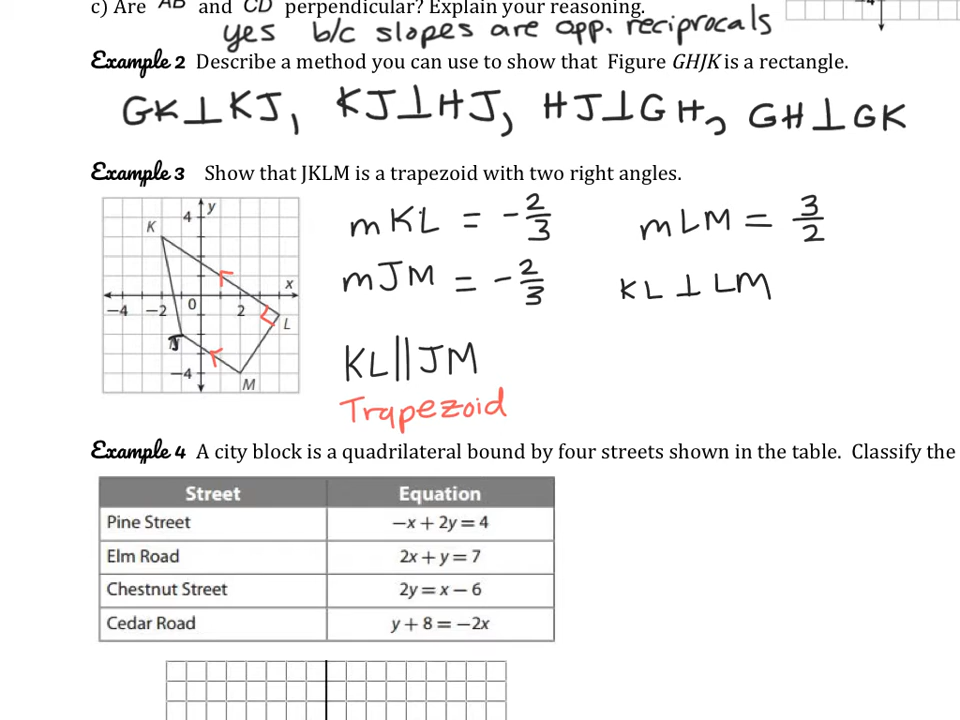 c) Are AB and CD perpendicular? Explain your reasoning.
yes b/c slopes are opp. reciprocals
Example 2 Describe a method you can use to show that Figure GHJK is a rectangle.
GK⊥KJ, KJ⊥HJ, HJ⊥GH, GH⊥GK
Example 3 Show that JKLM is a trapezoid with two right angles.
y
4
K
x
-4 -2 0 2
L
J
-4
M
mKL = -2/3
mLM = 3/2
mJM = -2/3
KL ⊥ LM
KL||JM
Trapezoid
Example 4 A city block is a quadrilateral bound by four streets shown in the table. Classify the
Street Equation
Pine Street −x + 2y = 4
Elm Road 2x + y = 7
Chestnut Street 2y = x − 6
Cedar Road y + 8 = −2x